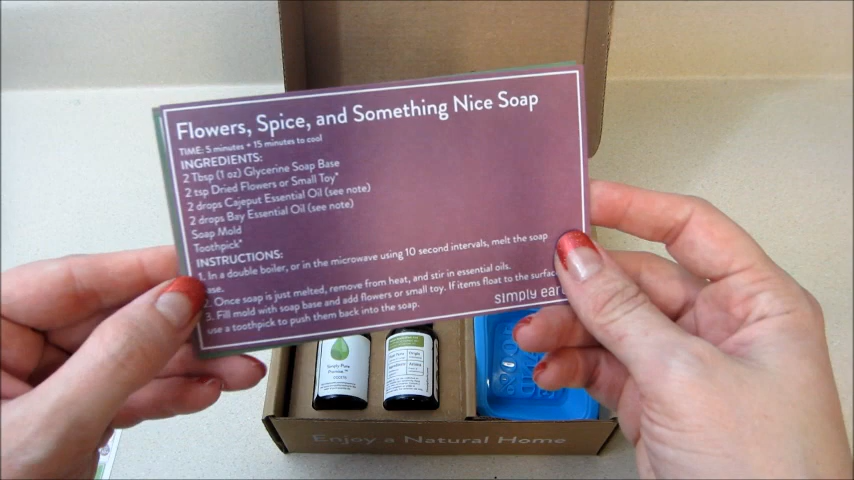 Flowers, Spice, and Something Nice Soap
TIME: 5 minutes + 15 minutes to cool
INGREDIENTS:
2 Tbsp (1 oz) Glycerine Soap Base
2 tsp Dried Flowers or Small Toy*
2 drops Cajeput Essential Oil (see note)
2 drops Bay Essential Oil (see note)
Soap Mold
Toothpick*
INSTRUCTIONS:
1. In a double boiler, or in the microwave using 10 second intervals, melt the soap
ase.
2. Once soap is just melted, remove from heat, and stir in essential oils.
3. Fill mold with soap base and add flowers or small toy. If items float to the surface
use a toothpick to push them back into the soap.
simply ear
Simply Pure
Promise
Enjoy a Natural Home